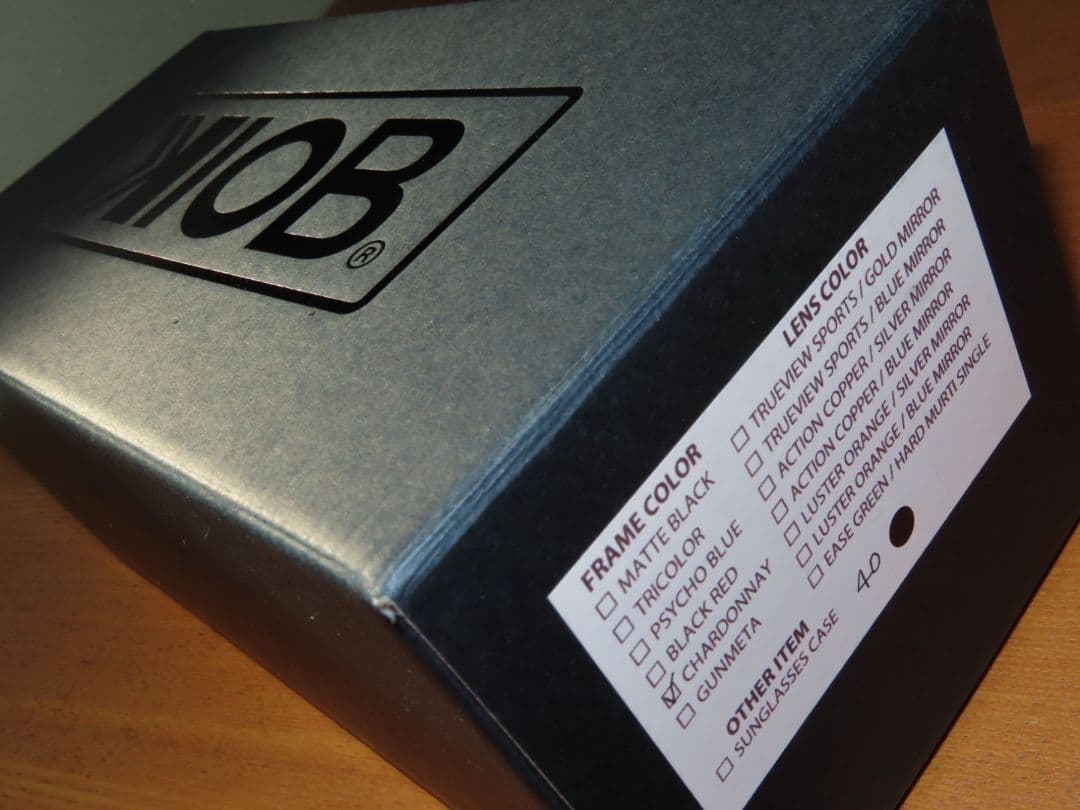 ®
FRAME COLOR
☐ MATTE BLACK
☐ TRICOLOR
☐ PSYCHO BLUE
☐ BLACK RED
☑ CHARDONNAY
☐ GUNMETA
LENS COLOR
☐ TRUEVIEW SPORTS / GOLD MIRROR
☐ TRUEVIEW SPORTS / BLUE MIRROR
☐ ACTION COPPER / SILVER MIRROR
☐ ACTION COPPER / BLUE MIRROR
☐ LUSTER ORANGE / SILVER MIRROR
☐ LUSTER ORANGE / BLUE MIRROR
☐ EASE GREEN / HARD MURTI SINGLE
OTHER ITEM
☐ SUNGLASSES CASE
40